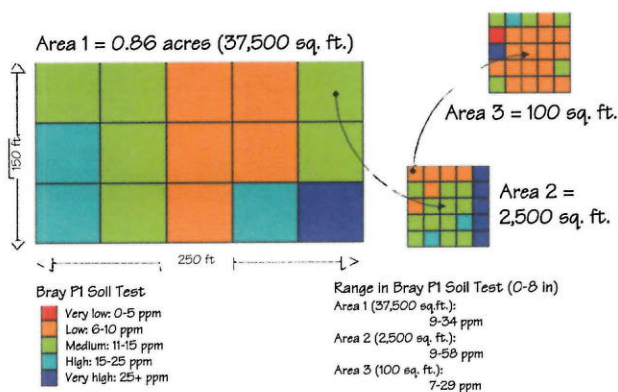 Area 1 = 0.86 acres (37,500 sq. ft.)
150 ft.
250 ft
Area 3 = 100 sq. ft.
Area 2 =
2,500 sq. ft.
Bray P1 Soil Test
Very low: 0-5 ppm
Low: 6-10 ppm
Medium: 11-15 ppm
High: 15-25 ppm
Very high: 25+ ppm
Range in Bray P1 Soil Test (0-8 in)
Area 1 (37,500 sq.ft.):
9-34 ppm
Area 2 (2,500 sq. ft.):
9-58 ppm
Area 3 (100 sq. ft.):
7-29 ppm